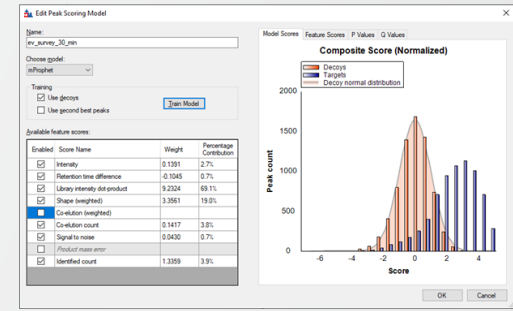 Edit Peak Scoring Model
Name:
ev_survey_30_min
Choose model:
mProphet
Training
Use decoys
Use second best peaks
Train Model
Available feature scores:
Enabled Score Name Weight Percentage Contribution
Intensity 0.1391 2.7%
Retention time difference -0.1045 0.7%
Library intensity dot-product 9.2324 69.1%
Shape (weighted) 3.3561 19.0%
Co-elution (weighted)
Co-elution count 0.1417 3.8%
Signal to noise 0.0430 0.7%
Product mass error
Identified count 1.3359 3.9%
Model Scores Feature Scores P Values Q Values
Composite Score (Normalized)
Decoys
Targets
Decoy normal distribution
Peak count
2000
1500
1000
500
0
-6 -4 -2 0 2 4
Score
OK Cancel